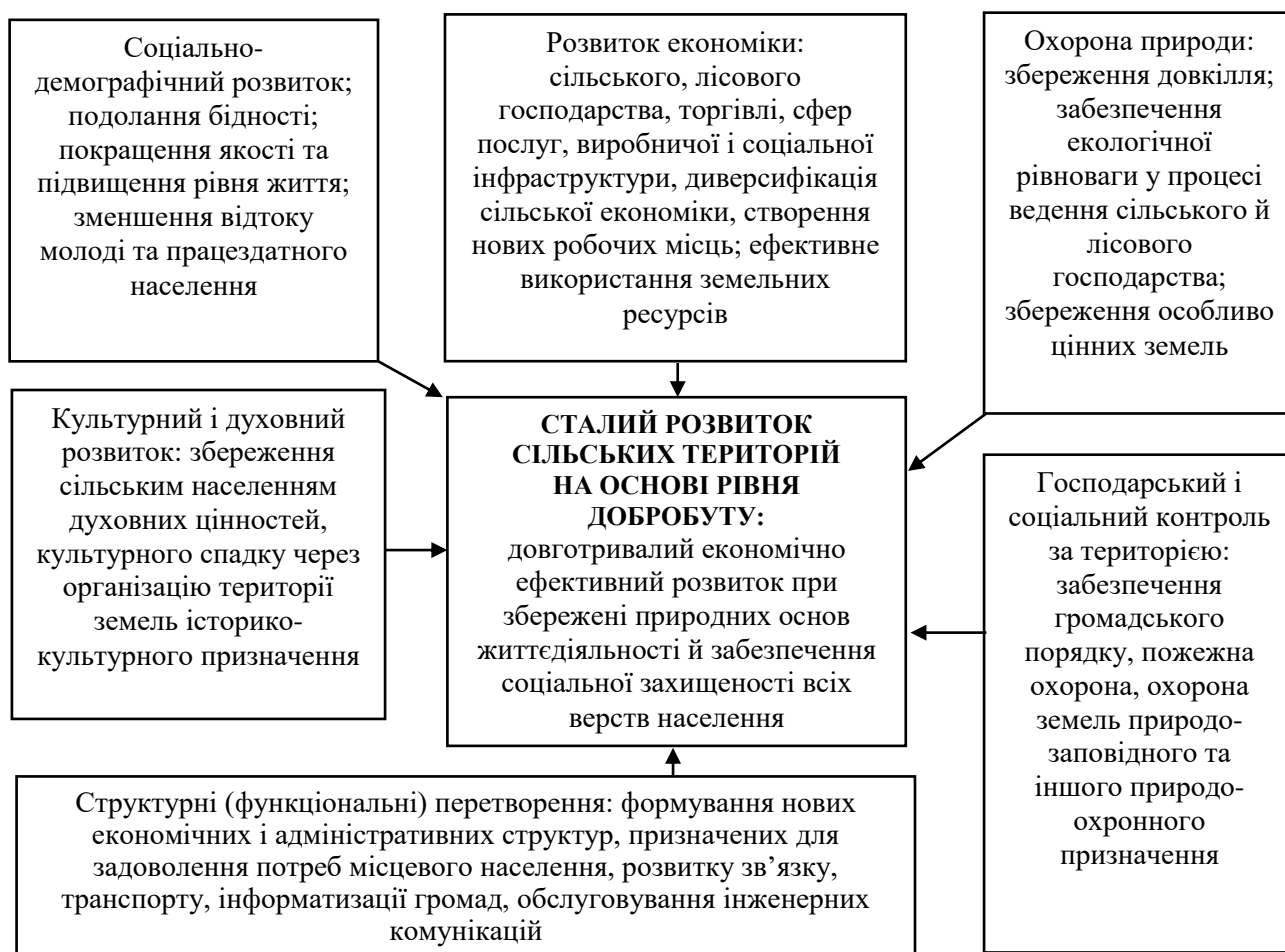 Соціально-
демографічний розвиток;
подолання бідності;
покращення якості та
підвищення рівня життя;
зменшення відтоку
молоді та працездатного
населення
Розвиток економіки:
сільського, лісового
господарства, торгівлі, сфер
послуг, виробничої і соціальної
інфраструктури, диверсифікація
сільської економіки, створення
нових робочих місць; ефективне
використання земельних
ресурсів
Охорона природи:
збереження довкілля;
забезпечення
екологічної
рівноваги у процесі
ведення сільського й
лісового
господарства;
збереження особливо
цінних земель
Культурний і духовний
розвиток: збереження
сільським населенням
духовних цінностей,
культурного спадку через
організацію території
земель історико-
культурного призначення
СТАЛИЙ РОЗВИТОК
СІЛЬСЬКИХ ТЕРИТОРІЙ
НА ОСНОВІ РІВНЯ
ДОБРОБУТУ:
довготривалий економічно
ефективний розвиток при
збережені природних основ
життєдіяльності й забезпечення
соціальної захищеності всіх
верств населення
Господарський і
соціальний контроль
за територією:
забезпечення
громадського
порядку, пожежна
охорона, охорона
земель природо-
заповідного та
іншого природо-
охронного
призначення
Структурні (функціональні) перетворення: формування нових
економічних і адміністративних структур, призначених для
задоволення потреб місцевого населення, розвитку зв’язку,
транспорту, інформатизації громад, обслуговування інженерних
комунікацій